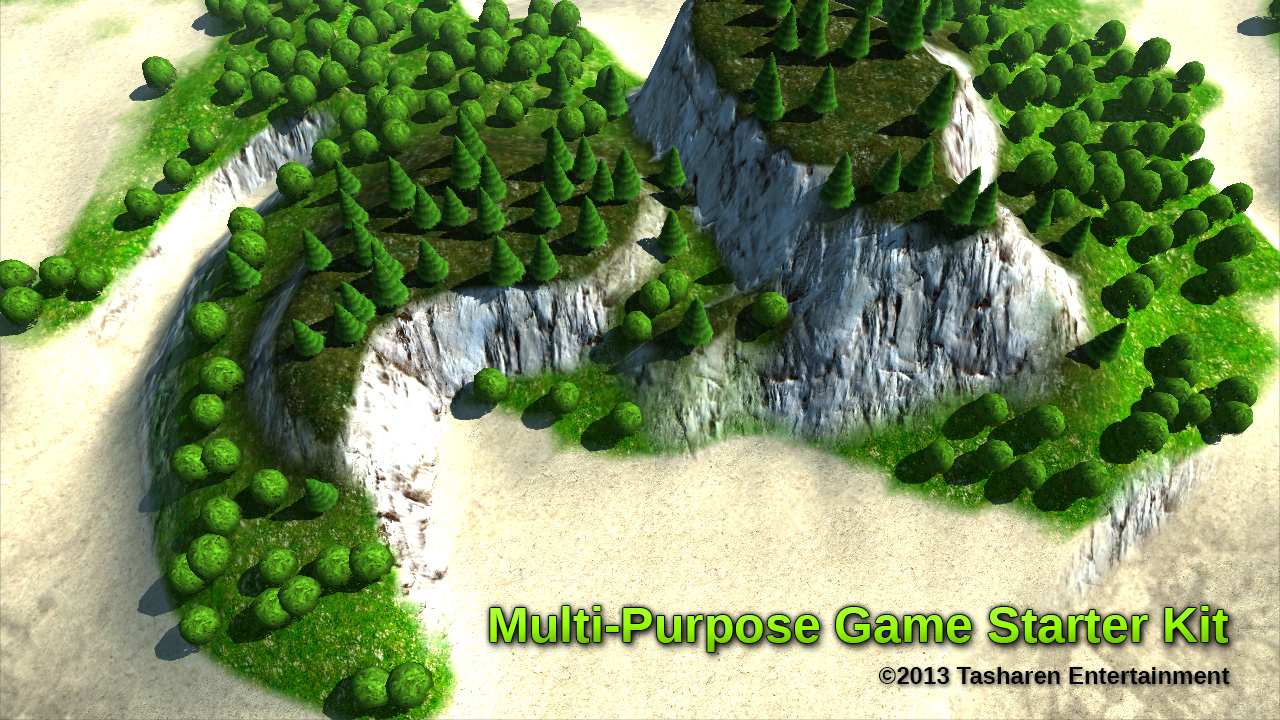 Multi-Purpose Game Starter Kit
©2013 Tasharen Entertainment